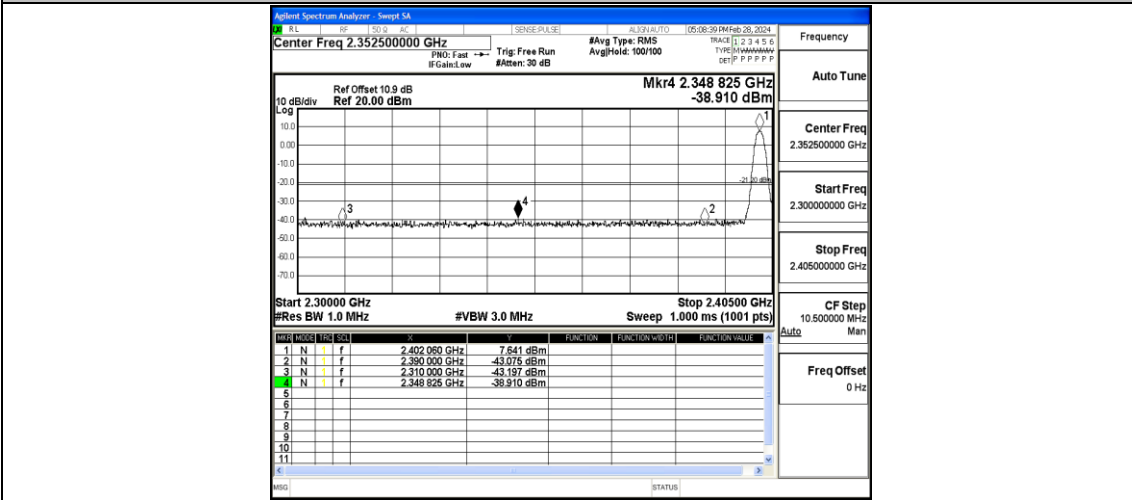 Agilent Spectrum Analyzer - Swept SA
RL RF 50 Ω AC SENSE:PULSE ALIGN AUTO 05:08:39 PM Feb 28, 2024
Center Freq 2.352500000 GHz #Avg Type: RMS TRACE 1 2 3 4 5 6
PNO: Fast Trig: Free Run Avg|Hold: 100/100 TYPE M WWWWW
IFGain:Low #Atten: 30 dB DET P P P P P P
Mkr4 2.348 825 GHz
Ref Offset 10.9 dB
10 dB/div Ref 20.00 dBm -38.910 dBm
Log
10.0
0.00
-10.0
-20.0
-30.0
-40.0
-50.0
-60.0
-70.0
1
-21.20 dBm
3
4
2
Start 2.30000 GHz Stop 2.40500 GHz
#Res BW 1.0 MHz #VBW 3.0 MHz Sweep 1.000 ms (1001 pts)
MKR MODE TRC SCL X Y FUNCTION FUNCTION WIDTH FUNCTION VALUE
1 N 1 f 2.402 060 GHz 7.641 dBm
2 N 1 f 2.390 000 GHz -43.075 dBm
3 N 1 f 2.310 000 GHz -43.197 dBm
4 N 1 f 2.348 825 GHz -38.910 dBm
5
6
7
8
9
10
11
MSG STATUS
Frequency
Auto Tune
Center Freq
2.352500000 GHz
Start Freq
2.300000000 GHz
Stop Freq
2.405000000 GHz
CF Step
10.500000 MHz
Auto Man
Freq Offset
0 Hz